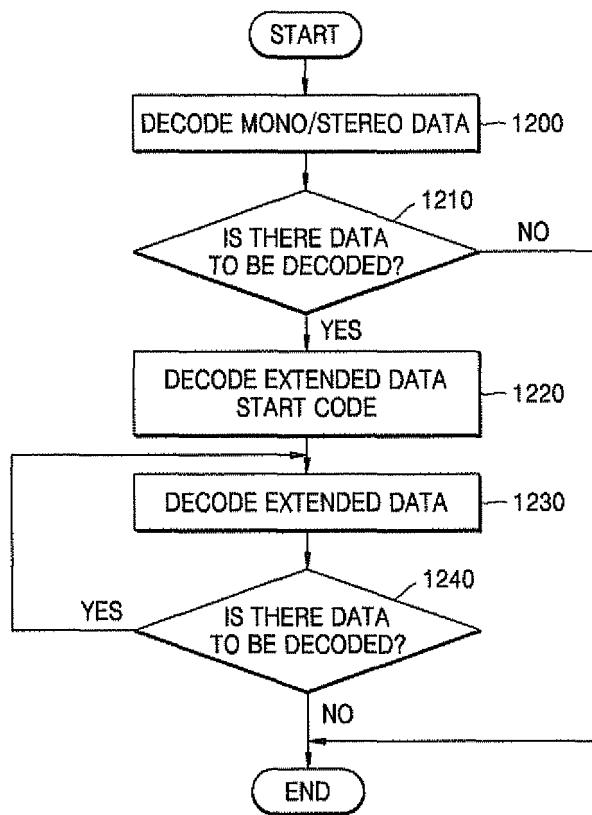 START
DECODE MONO/STEREO DATA
1200
1210
IS THERE DATA
TO BE DECODED?
NO
YES
DECODE EXTENDED DATA
START CODE
1220
DECODE EXTENDED DATA
1230
1240
YES
IS THERE DATA
TO BE DECODED?
NO
END